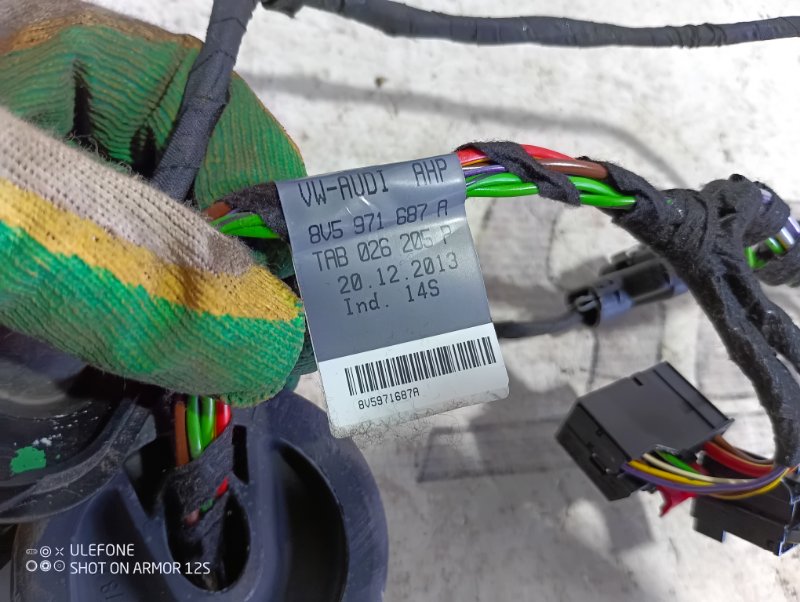 VW-AUDI AHP
8V5 971 687 A
TAB 026 205 P
20.12.2013
Ind. 14S
8V5971687A
ULEFONE
SHOT ON ARMOR 12S